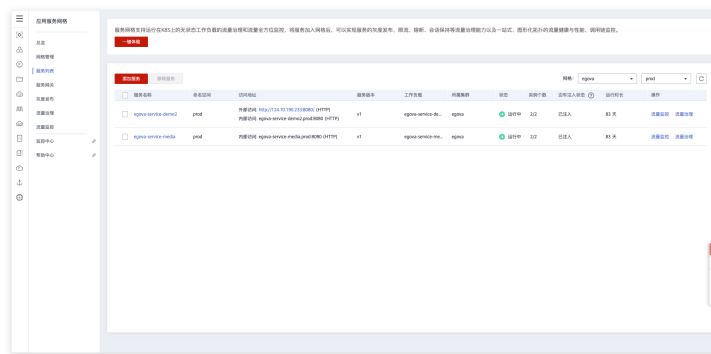 应用服务网格
总览
网格管理
服务列表
服务网关
灰度发布
流量治理
流量监控
监控中心
帮助中心
服务网格支持运行在K8S上的无状态工作负载的流量治理和流量全方位监控，将服务加入网格后，可以实现服务的灰度发布、限流、熔断、会话保持等流量治理能力以及一站式、图形化拓扑的流量健康与性能、调用链监控。
一键体验
添加服务 移除服务 网格: egova prod
服务名称 命名空间 访问地址 服务版本 工作负载 所属集群 状态 实例个数 边车注入状态 运行时长 操作
egova-service-demo2 prod 外部访问: http://124.70.190.233:8080/ (HTTP) v1 egova-service-de... egova 运行中 2/2 已注入 83 天 流量监控 流量治理
内部访问: egova-service-demo2.prod:8080 (HTTP)
egova-service-media prod 内部访问: egova-service-media.prod:8080 (HTTP) v1 egova-service-me... egova 运行中 2/2 已注入 83 天 流量监控 流量治理